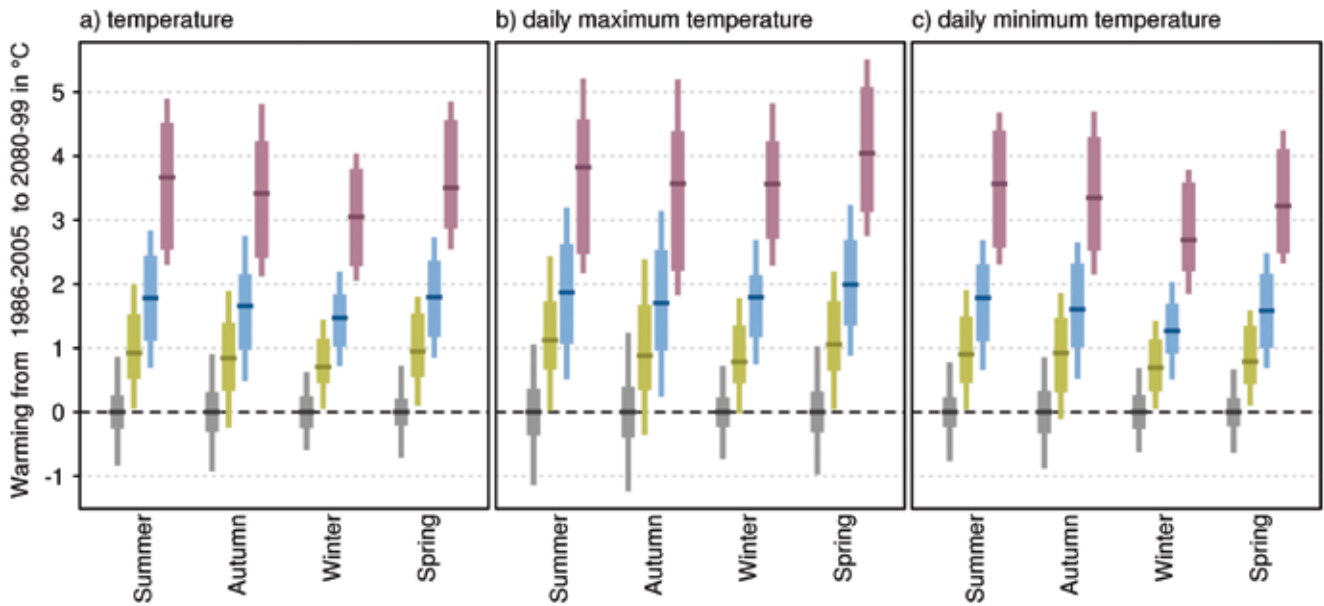 a) temperature
b) daily maximum temperature
c) daily minimum temperature
Warming from 1986-2005 to 2080-99 in °C
5
4
3
2
1
0
-1
Summer
Autumn
Winter
Spring
Summer
Autumn
Winter
Spring
Summer
Autumn
Winter
Spring